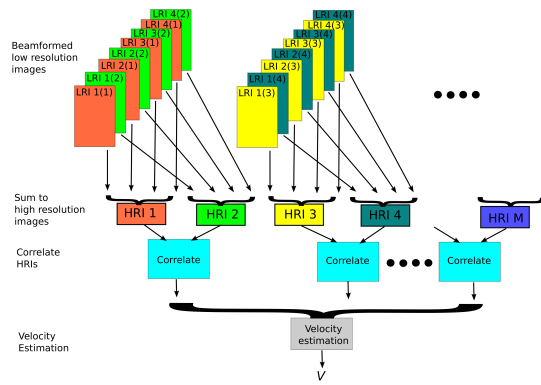 Beamformed
low resolution
images
LRI 4(2)
LRI 4(1)
LRI 3(2)
LRI 3(1)
LRI 2(2)
LRI 2(1)
LRI 1(2)
LRI 1(1)
LRI 4(4)
LRI 4(3)
LRI 3(4)
LRI 3(3)
LRI 2(4)
LRI 2(3)
LRI 1(4)
LRI 1(3)
Sum to
high resolution
images
HRI 1
HRI 2
HRI 3
HRI 4
HRI M
Correlate
HRIs
Correlate
Correlate
Correlate
Velocity
Estimation
Velocity
estimation
V